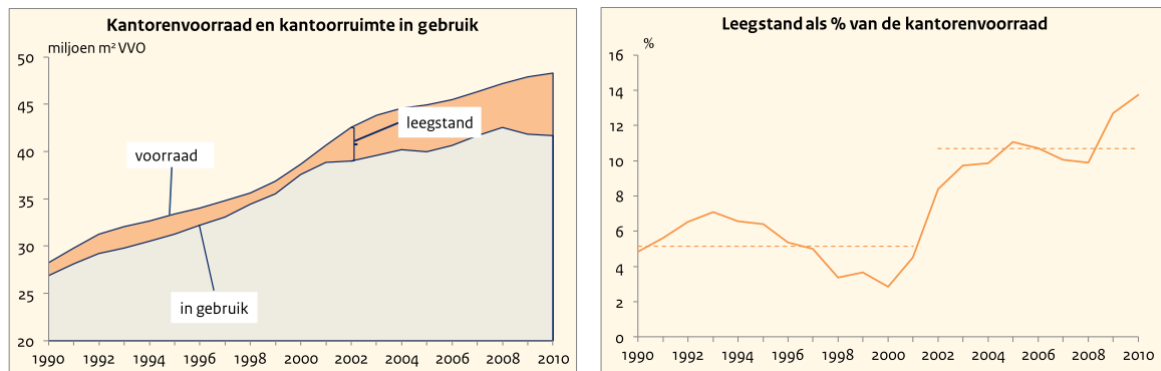 Kantorenvoorraad en kantoorruimte in gebruik
miljoen m² VVO
50
45
40
35
30
25
20
voorraad
leegstand
in gebruik
1990 1992 1994 1996 1998 2000 2002 2004 2006 2008 2010
Leegstand als % van de kantorenvoorraad
%
16
14
12
10
8
6
4
2
0
1990 1992 1994 1996 1998 2000 2002 2004 2006 2008 2010